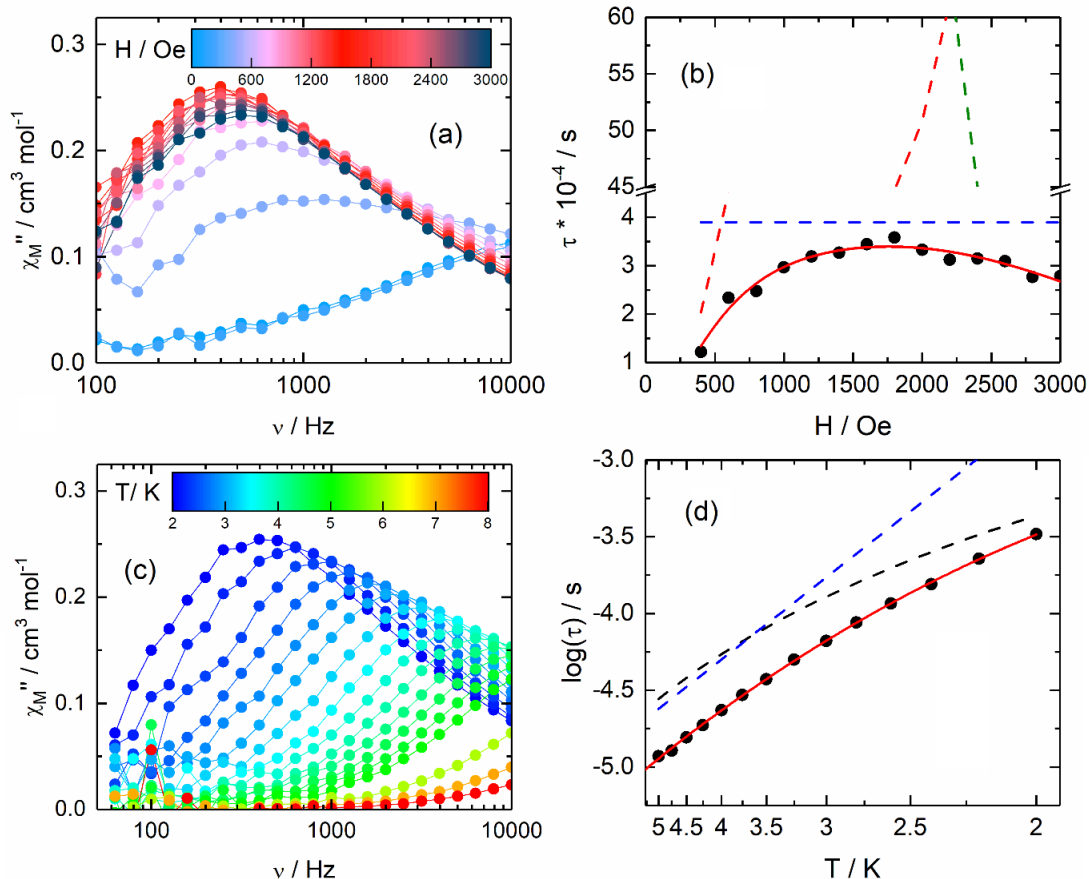 H / Oe
0 600 1200 1800 2400 3000
(a)
0.3
0.2
0.1
0.0
χM'' / cm³ mol⁻¹
100 1000 10000
ν / Hz
(b)
60
55
50
45
4
3
2
1
τ * 10⁻⁴ / s
0 500 1000 1500 2000 2500 3000
H / Oe
T/ K
2 3 4 5 6 7 8
(c)
0.3
0.2
0.1
0.0
χM'' / cm³ mol⁻¹
100 1000 10000
ν / Hz
(d)
-3.0
-3.5
-4.0
-4.5
-5.0
log(τ) / s
5 4.5 4 3.5 3 2.5 2
T / K